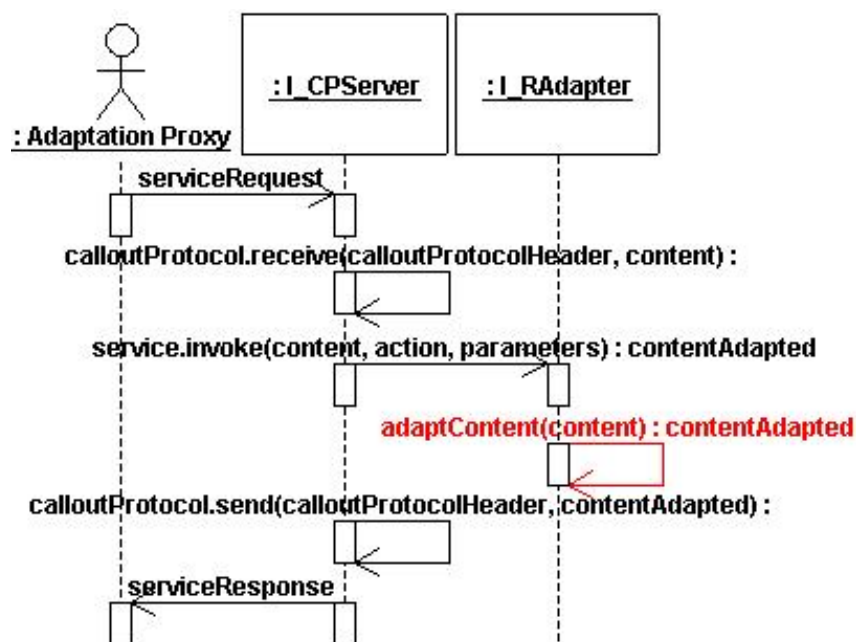 : I_CPServer
: I_RAdapter
: Adaptation Proxy
serviceRequest
calloutProtocol.receive(calloutProtocolHeader, content) :
service.invoke(content, action, parameters) : contentAdapted
adaptContent(content) : contentAdapted
calloutProtocol.send(calloutProtocolHeader, contentAdapted) :
serviceResponse